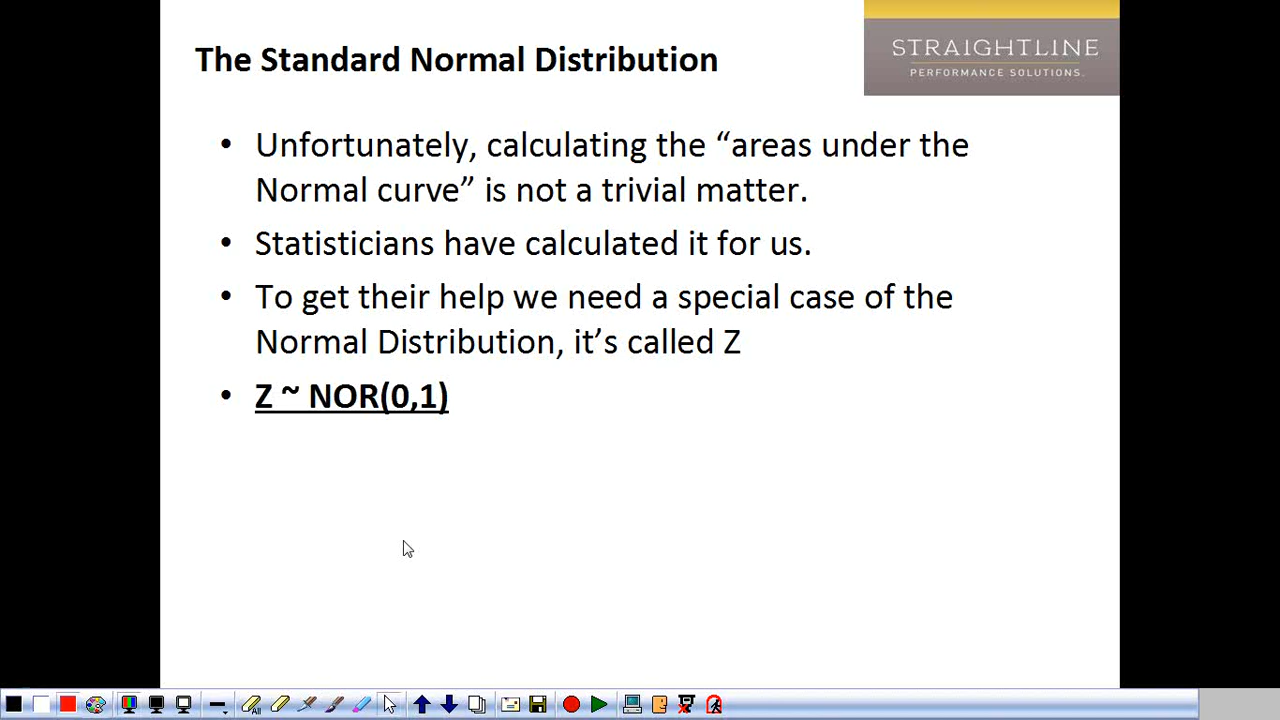 The Standard Normal Distribution
STRAIGHTLINE
PERFORMANCE SOLUTIONS.
• Unfortunately, calculating the “areas under the
Normal curve” is not a trivial matter.
• Statisticians have calculated it for us.
• To get their help we need a special case of the
Normal Distribution, it’s called Z
• Z ~ NOR(0,1)
All